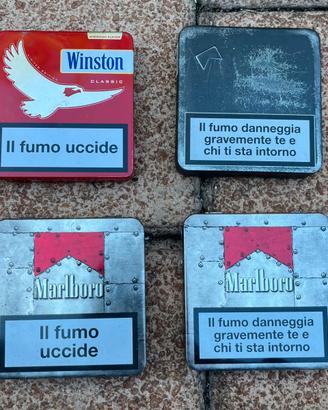 Winston
CLASSIC
Il fumo uccide
Il fumo danneggia
gravemente te e
chi ti sta intorno
Marlboro
Il fumo
uccide
Marlboro
Il fumo danneggia
gravemente te e
chi ti sta intorno